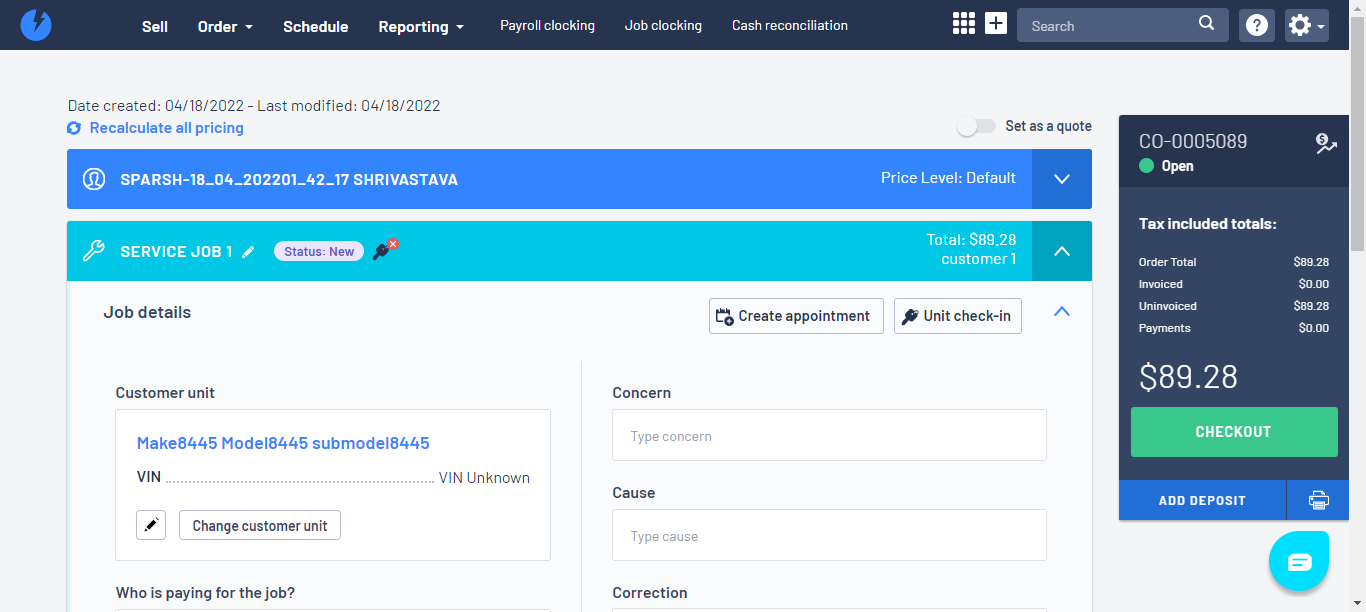 Sell
Order
Schedule
Reporting
Payroll clocking
Job clocking
Cash reconciliation
Search
Date created: 04/18/2022 - Last modified: 04/18/2022
Recalculate all pricing
Set as a quote
SPARSH-18_04_202201_42_17 SHRIVASTAVA
Price Level: Default
SERVICE JOB 1
Status: New
Total: $89.28
customer 1
Job details
Create appointment
Unit check-in
Customer unit
Make8445 Model8445 submodel8445
VIN VIN Unknown
Change customer unit
Who is paying for the job?
Concern
Type concern
Cause
Type cause
Correction
CO-0005089
Open
Tax included totals:
Order Total $89.28
Invoiced $0.00
Uninvoiced $89.28
Payments $0.00
$89.28
CHECKOUT
ADD DEPOSIT